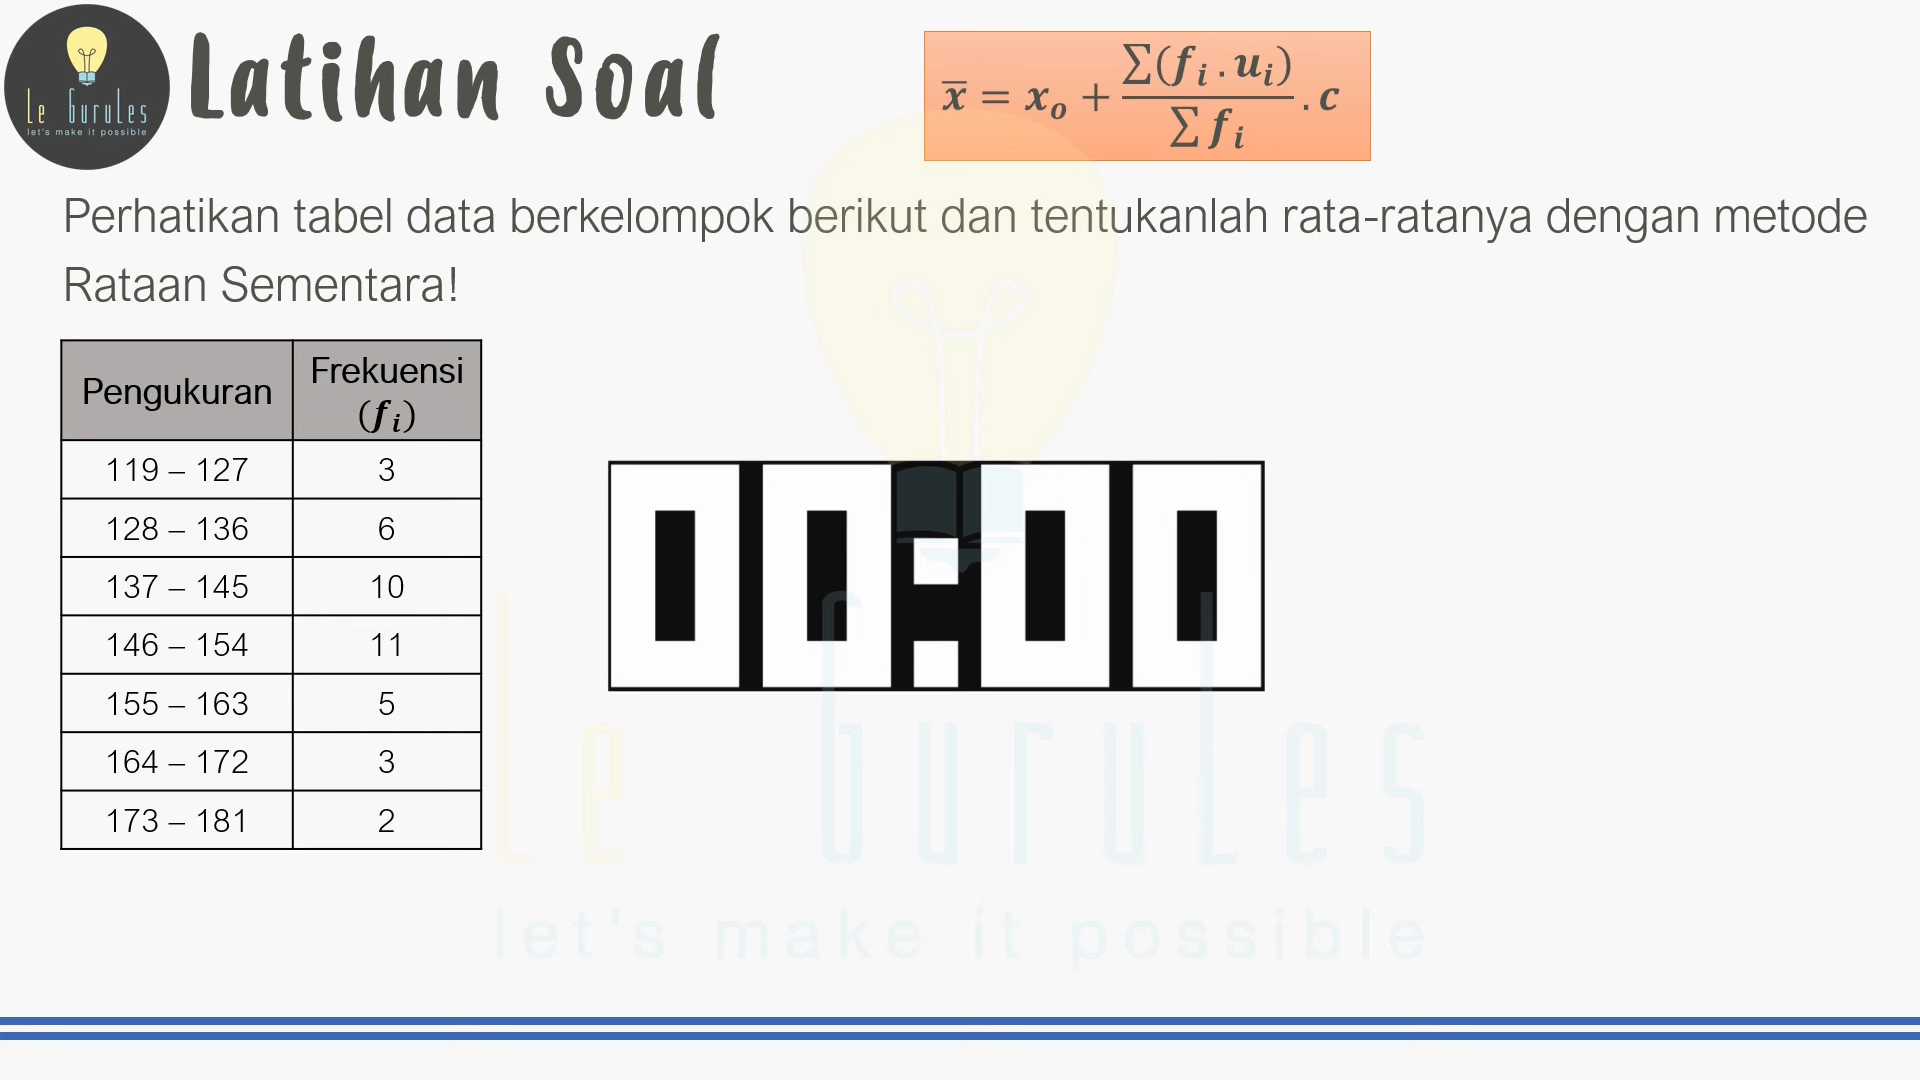 Le GuruLes
let's make it possible
Latihan Soal
x̄ = x₀ + ∑(fᵢ . uᵢ) / ∑ fᵢ . c
Perhatikan tabel data berkelompok berikut dan tentukanlah rata-ratanya dengan metode
Rataan Sementara!
Pengukuran Frekuensi (fᵢ)
119 – 127 3
128 – 136 6
137 – 145 10
146 – 154 11
155 – 163 5
164 – 172 3
173 – 181 2
00:00
Le GuruLes
let's make it possible